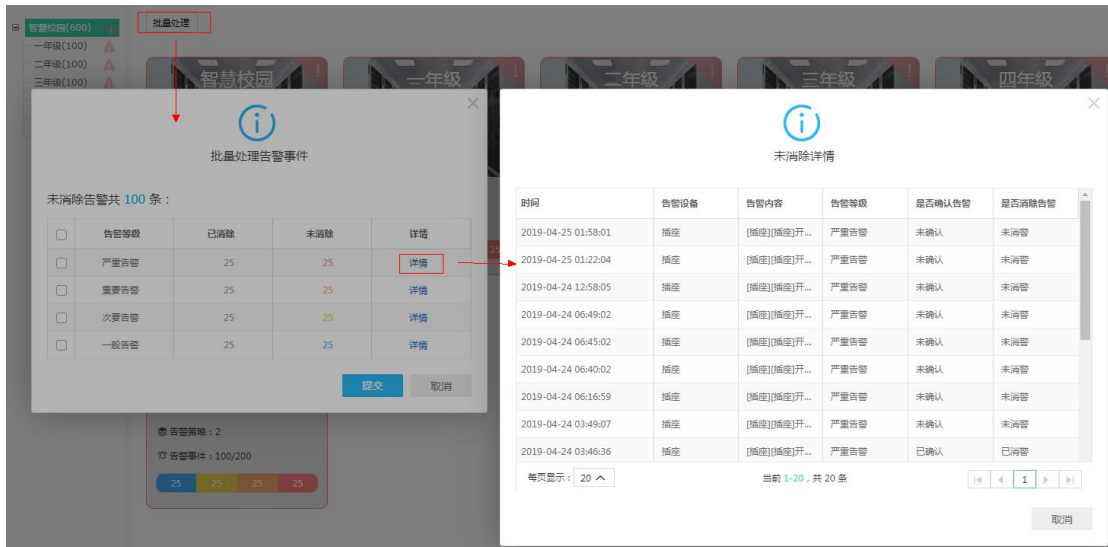 智慧校园(600)
批量处理
一年级(100)
二年级(100)
三年级(100)
智慧校园
一年级
二年级
三年级
四年级
批量处理告警事件
未消除告警共 100 条：
告警等级 已消除 未消除 详情
严重告警 25 25 详情
重要告警 25 25 详情
次要告警 25 25 详情
一般告警 25 25 详情
提交 取消
告警策略：2
告警事件：100/200
25 25 25 25
25
未消除详情
时间 告警设备 告警内容 告警等级 是否确认告警 是否消除告警
2019-04-25 01:58:01 插座 [插座][插座]开... 严重告警 未确认 未消警
2019-04-25 01:22:04 插座 [插座][插座]开... 严重告警 未确认 未消警
2019-04-24 12:58:05 插座 [插座][插座]开... 严重告警 未确认 未消警
2019-04-24 06:49:02 插座 [插座][插座]开... 严重告警 未确认 未消警
2019-04-24 06:45:02 插座 [插座][插座]开... 严重告警 未确认 未消警
2019-04-24 06:40:02 插座 [插座][插座]开... 严重告警 未确认 未消警
2019-04-24 06:16:59 插座 [插座][插座]开... 严重告警 未确认 未消警
2019-04-24 03:49:07 插座 [插座][插座]开... 严重告警 未确认 未消警
2019-04-24 03:46:36 插座 [插座][插座]开... 严重告警 已确认 已消警
每页显示： 20 当前 1-20，共 20 条 1
取消